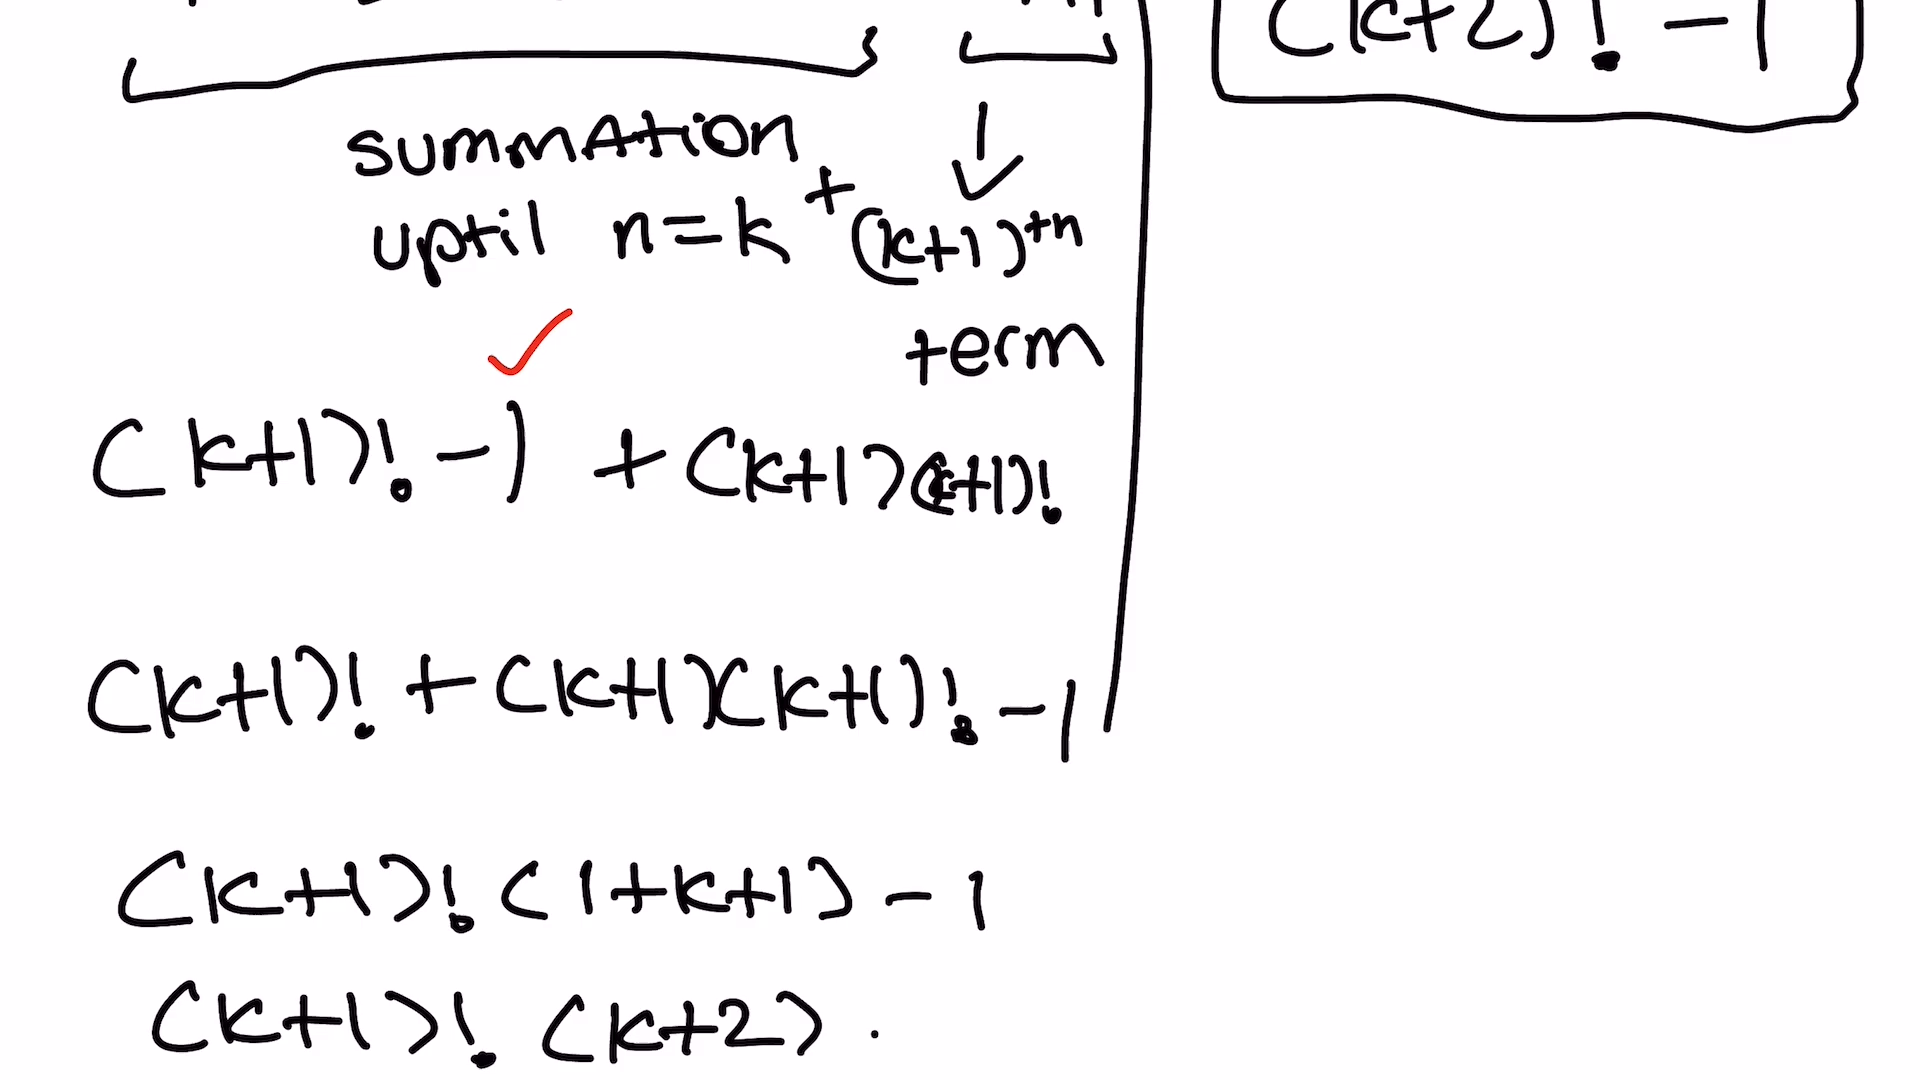 (k+2)! - 1
summAtion
uptil n=k + (k+1)th
term
(k+1)! - 1 + (k+1)(k+1)!
(k+1)! + (k+1)(k+1)! - 1
(k+1)! (1+k+1) - 1
(k+1)! (k+2) .